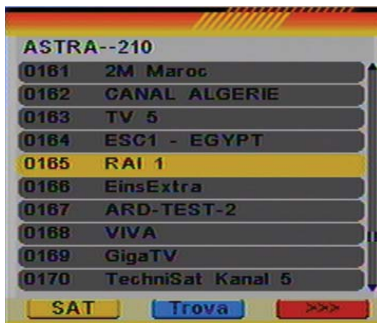 ASTRA--210
0161 2M Maroc
0162 CANAL ALGERIE
0163 TV 5
0164 ESC1 - EGYPT
0165 RAI 1
0166 EinsExtra
0167 ARD-TEST-2
0168 VIVA
0169 GigaTV
0170 TechniSat Kanal 5
SAT Trova >>>